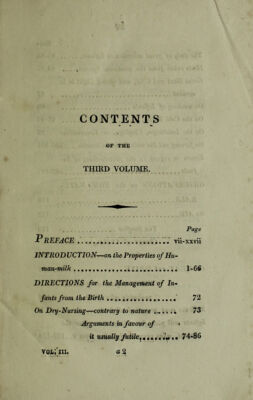 CONTENTS
OF THE
THIRD VOLUME.
Page
PREFACE ........................ vii-xxvii
INTRODUCTION—on the Properties of Hu-
man-milk ........................ 1-66
DIRECTIONS for the Management of In-
fants from the Birth .................. 72
On Dry-Nursing—contrary to nature ...... 73
Arguments in favour of
it usually futile,......... 74-86
VOL. III. a 2